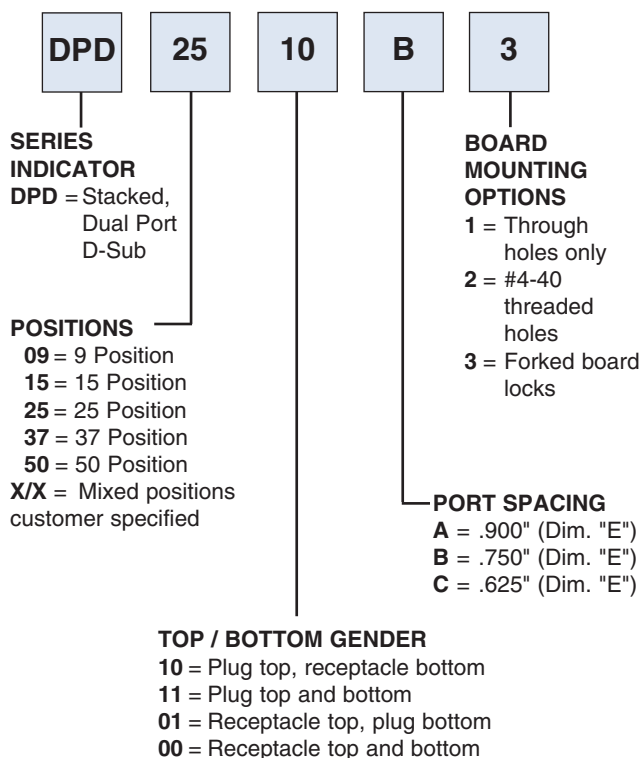 DPD 25 10 B 3
SERIES
INDICATOR
DPD = Stacked,
Dual Port
D-Sub
BOARD
MOUNTING
OPTIONS
1 = Through
holes only
2 = #4-40
threaded
holes
3 = Forked board
locks
POSITIONS
09 = 9 Position
15 = 15 Position
25 = 25 Position
37 = 37 Position
50 = 50 Position
X/X = Mixed positions
customer specified
PORT SPACING
A = .900" (Dim. "E")
B = .750" (Dim. "E")
C = .625" (Dim. "E")
TOP / BOTTOM GENDER
10 = Plug top, receptacle bottom
11 = Plug top and bottom
01 = Receptacle top, plug bottom
00 = Receptacle top and bottom